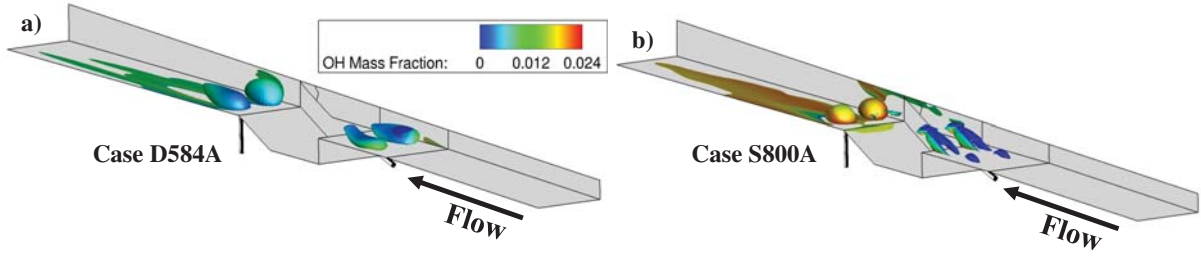 a)
OH Mass Fraction: 0 0.012 0.024
Case D584A
Flow
b)
Case S800A
Flow